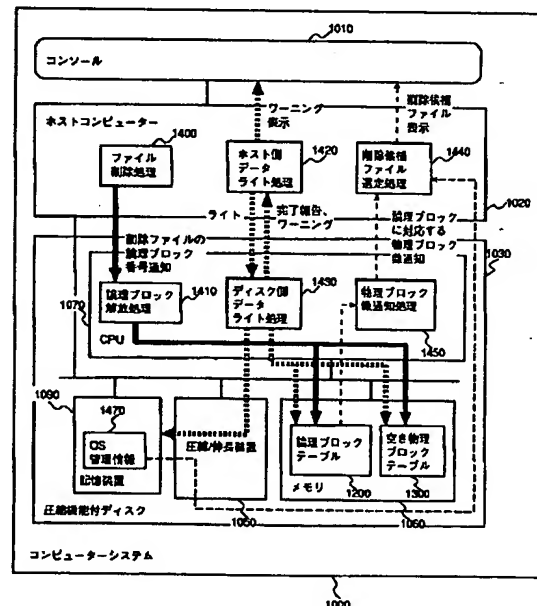 1010
コンソール
ワーニング
表示
削除候補
ファイル
表示
ホストコンピューター
1400
ファイル
削除処理
1420
ホスト側
データ
ライト処理
1440
削除候補
ファイル
選定処理
1020
ライト
完了報告、
ワーニング
論理ブロック
に対応する
物理ブロック
数通知
1030
削除ファイルの
論理ブロック
番号通知
1070
1410
論理ブロック
解放処理
CPU
1430
ディスク側
データ
ライト処理
物理ブロック
数通知処理
1450
1090
1470
OS
管理情報
記憶装置
圧縮/伸長装置
1050
論理ブロック
テーブル
1200
空き物理
ブロック
テーブル
1300
メモリ
1060
圧縮機能付ディスク
コンピューターシステム
1000